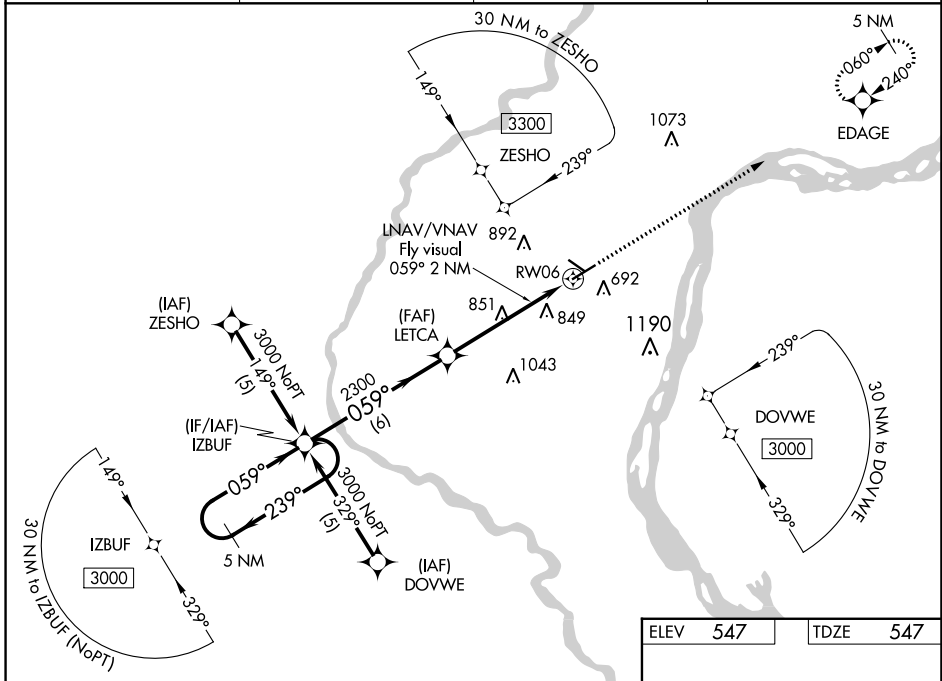 30 NM to ZESHO
149°
3300
ZESHO
239°
1073
5 NM
060°
240°
EDAGE
LNAV/VNAV
Fly visual
059° 2 NM
892
RW06
692
(IAF)
ZESHO
851
849
(FAF)
LETCA
1190
3000 NoPT
149°
(5)
1043
2300
059°
(6)
239°
DOVWE
3000
329°
30 NM to DOVWE
(IF/IAF)
IZBUF
059°
239°
5 NM
3000 NoPT
329°
(5)
(IAF)
DOVWE
149°
IZBUF
3000
329°
30 NM to IZBUF (NoPT)
ELEV 547
TDZE 547